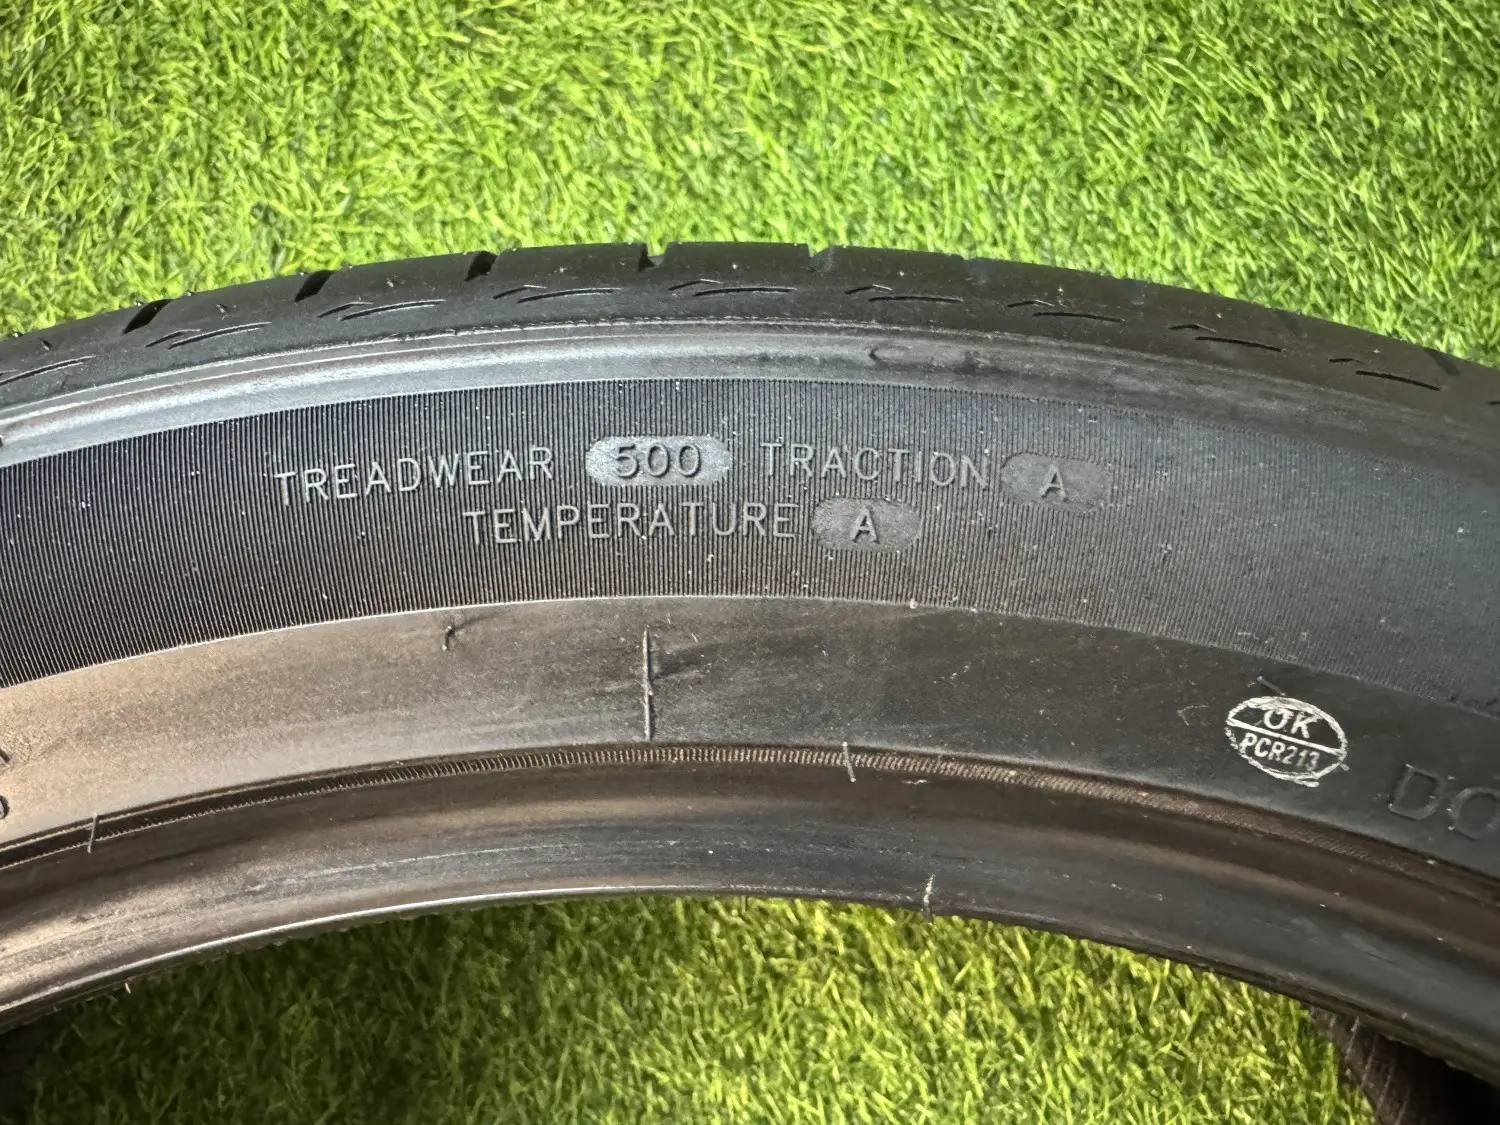 TREADWEAR 500 TRACTION A
TEMPERATURE A
OK
PCR213
DO